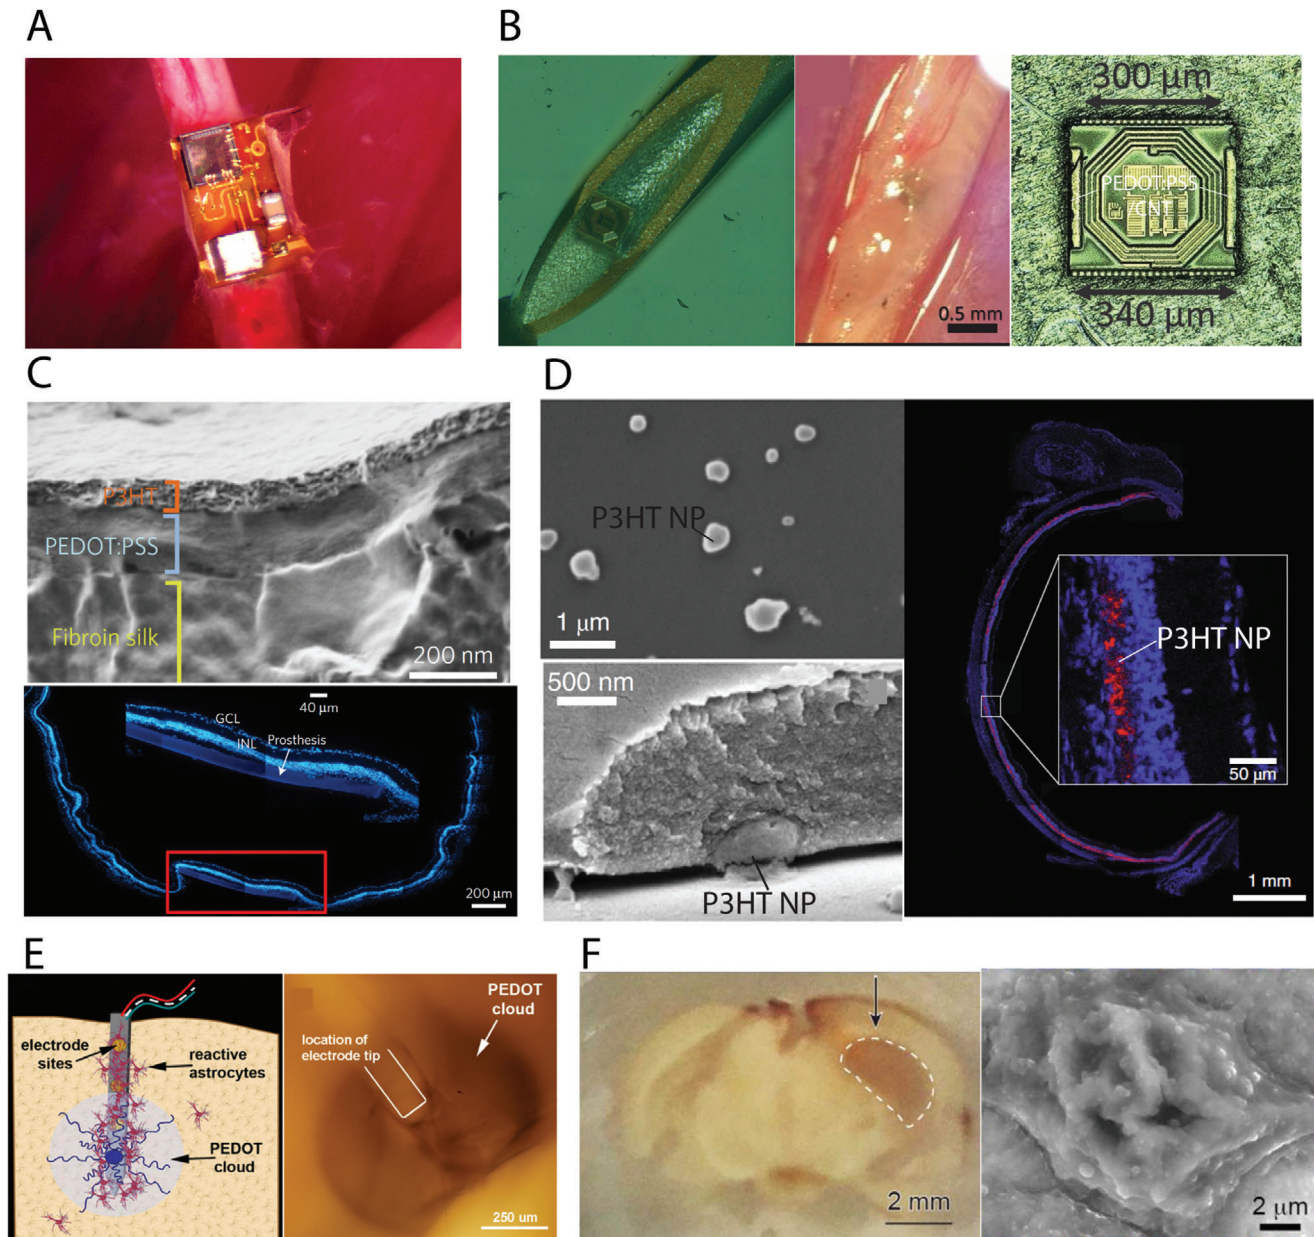 A
B
300 µm
PEDOT:PSS
/CNT
0.5 mm
340 µm
C
P3HT
PEDOT:PSS
Fibroin silk
200 nm
40 µm
GCL
INL
Prosthesis
200 µm
D
P3HT NP
1 µm
500 nm
P3HT NP
P3HT NP
50 µm
1 mm
E
electrode
sites
reactive
astrocytes
PEDOT
cloud
location of
electrode tip
PEDOT
cloud
250 um
F
2 mm
2 µm